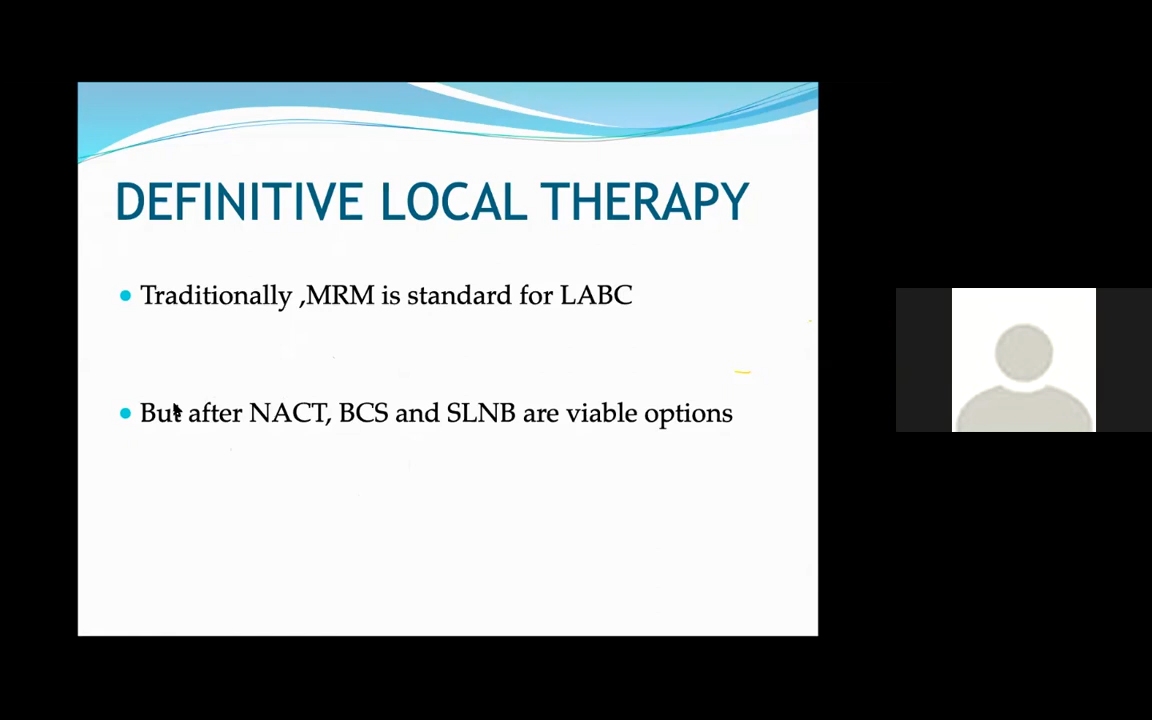 DEFINITIVE LOCAL THERAPY
Traditionally ,MRM is standard for LABC
But after NACT, BCS and SLNB are viable options